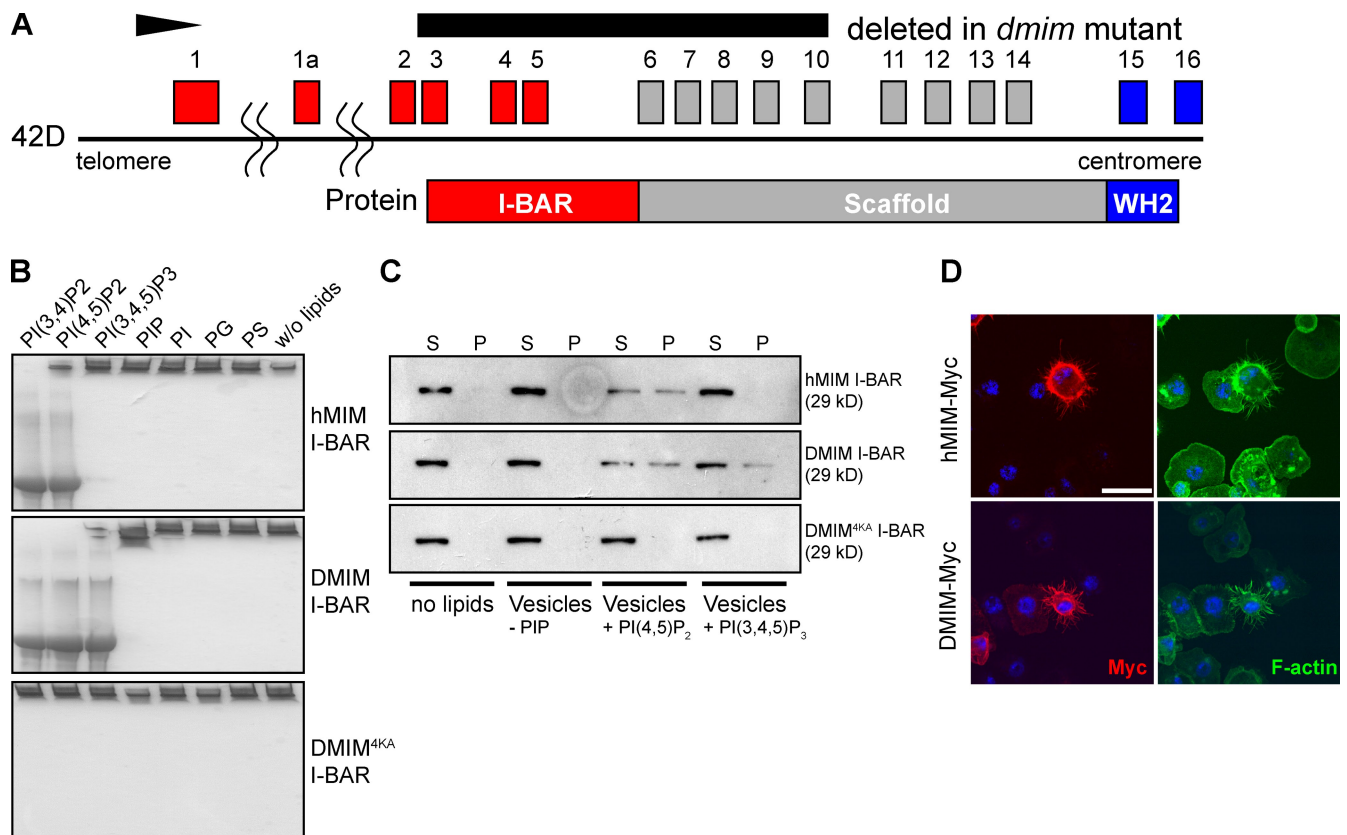 A
deleted in dmim mutant
1 1a 2 3 4 5 6 7 8 9 10 11 12 13 14 15 16
42D
telomere
centromere
Protein
I-BAR
Scaffold
WH2
B
PI(3,4)P2
PI(4,5)P2
PI(3,4,5)P3
PIP
PI
PG
PS
w/o lipids
hMIM
I-BAR
DMIM
I-BAR
DMIM4KA
I-BAR
C
S P S P S P S P
hMIM I-BAR
(29 kD)
DMIM I-BAR
(29 kD)
DMIM4KA I-BAR
(29 kD)
no lipids
Vesicles
- PIP
Vesicles
+ PI(4,5)P2
Vesicles
+ PI(3,4,5)P3
D
hMIM-Myc
DMIM-Myc
Myc
F-actin